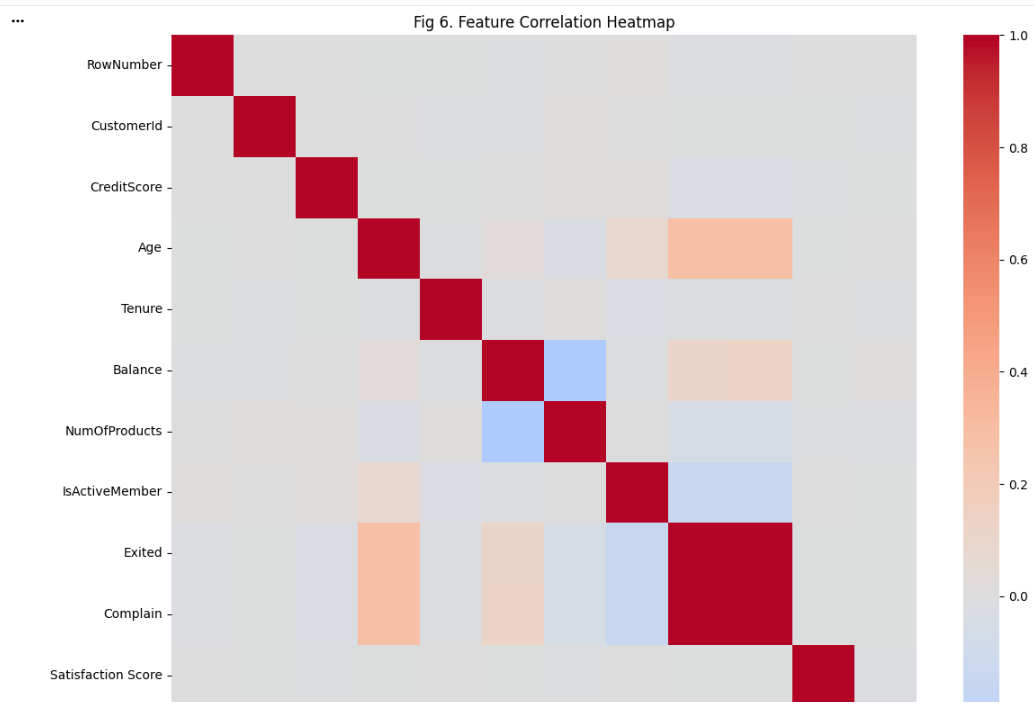 ...
Fig 6. Feature Correlation Heatmap
RowNumber
CustomerId
CreditScore
Age
Tenure
Balance
NumOfProducts
IsActiveMember
Exited
Complain
Satisfaction Score
1.0
0.8
0.6
0.4
0.2
0.0